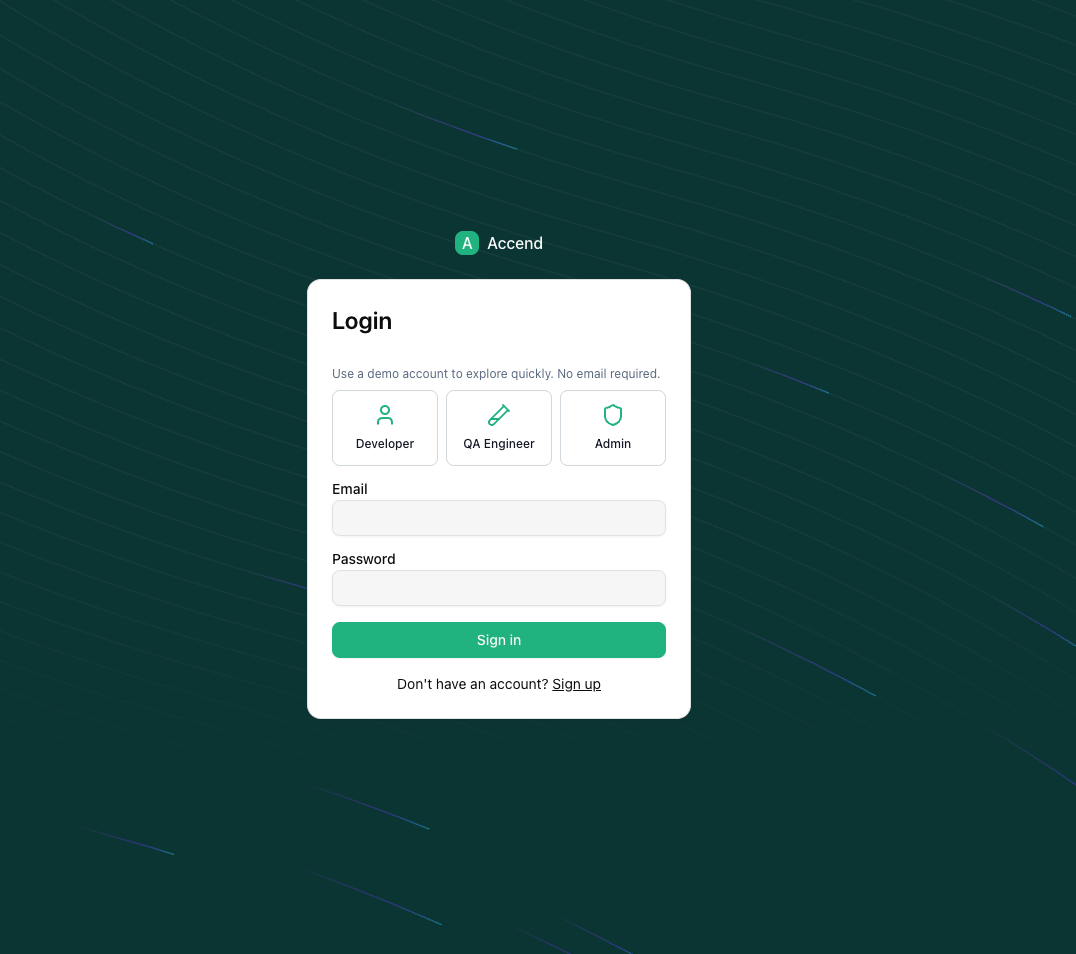 A Accend
Login
Use a demo account to explore quickly. No email required.
Developer QA Engineer Admin
Email
Password
Sign in
Don't have an account? Sign up